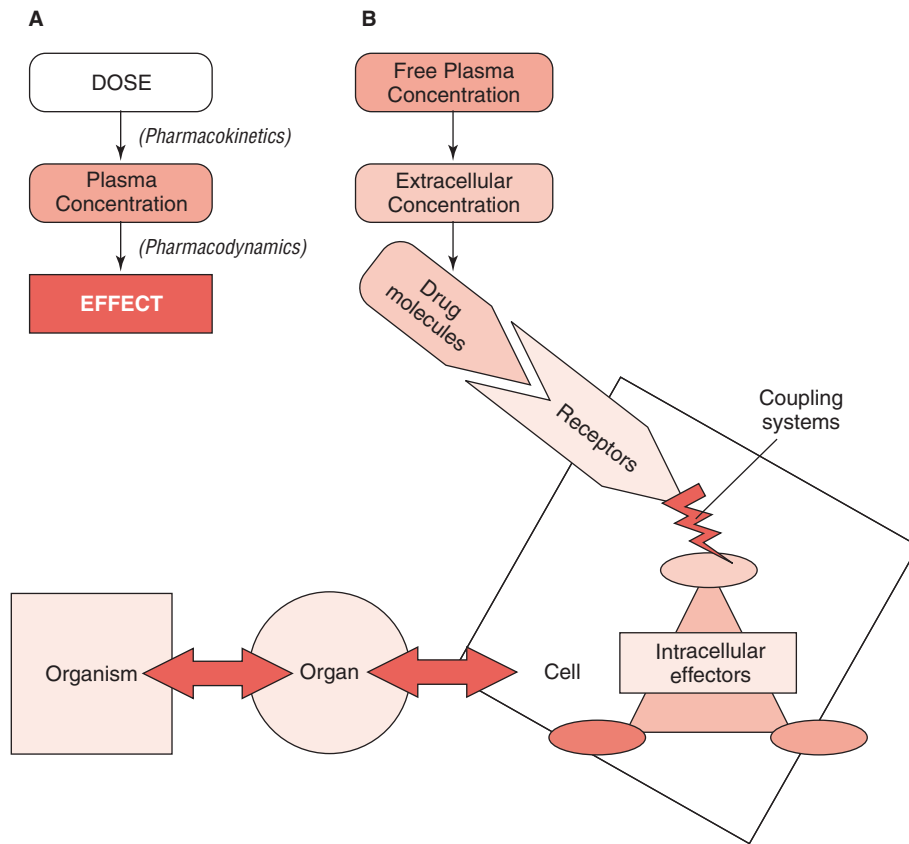 A
DOSE
(Pharmacokinetics)
Plasma
Concentration
(Pharmacodynamics)
EFFECT
B
Free Plasma
Concentration
Extracellular
Concentration
Drug
molecules
Receptors
Coupling
systems
Organism
Organ
Cell
Intracellular
effectors